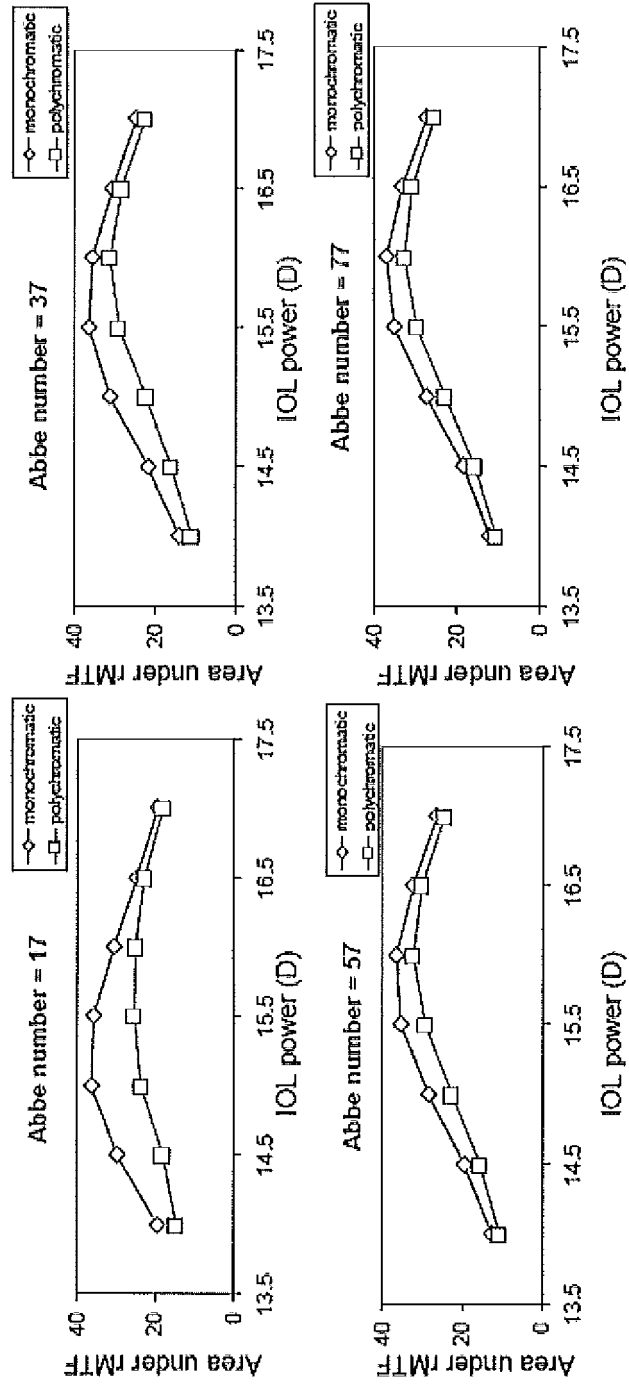 Abbe number = 17
monochromatic
polychromatic
Area under rMTF
40
20
0
13.5
14.5
15.5
16.5
17.5
IOL power (D)
Abbe number = 37
monochromatic
polychromatic
Area under rMTF
40
20
0
13.5
14.5
15.5
16.5
17.5
IOL power (D)
Abbe number = 57
monochromatic
polychromatic
Area under rMTF
40
20
0
13.5
14.5
15.5
16.5
17.5
IOL power (D)
Abbe number = 77
monochromatic
polychromatic
Area under rMTF
40
20
0
13.5
14.5
15.5
16.5
17.5
IOL power (D)